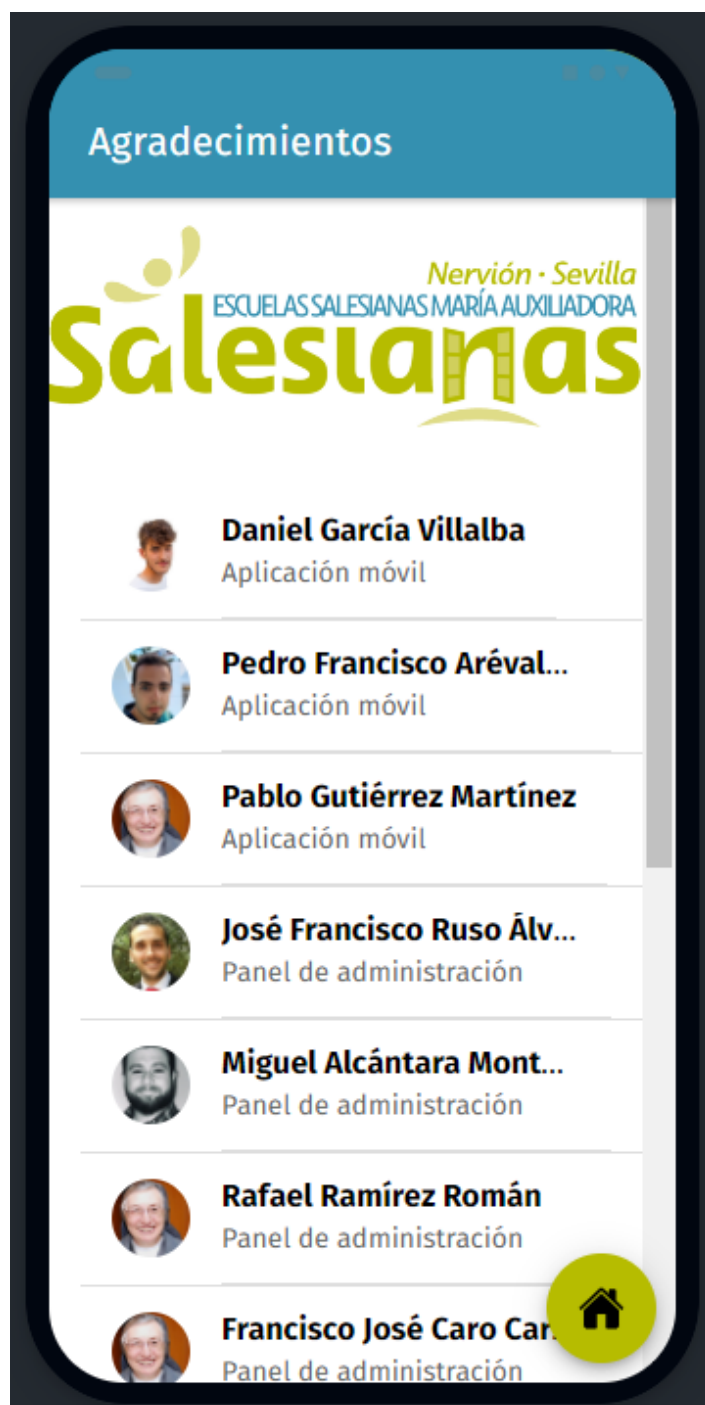 Agradecimientos
Nervión · Sevilla
ESCUELAS SALESIANAS MARÍA AUXILIADORA
Salesianas
Daniel García Villalba
Aplicación móvil
Pedro Francisco Aréval...
Aplicación móvil
Pablo Gutiérrez Martínez
Aplicación móvil
José Francisco Ruso Álv...
Panel de administración
Miguel Alcántara Mont...
Panel de administración
Rafael Ramírez Román
Panel de administración
Francisco José Caro Car.
Panel de administración